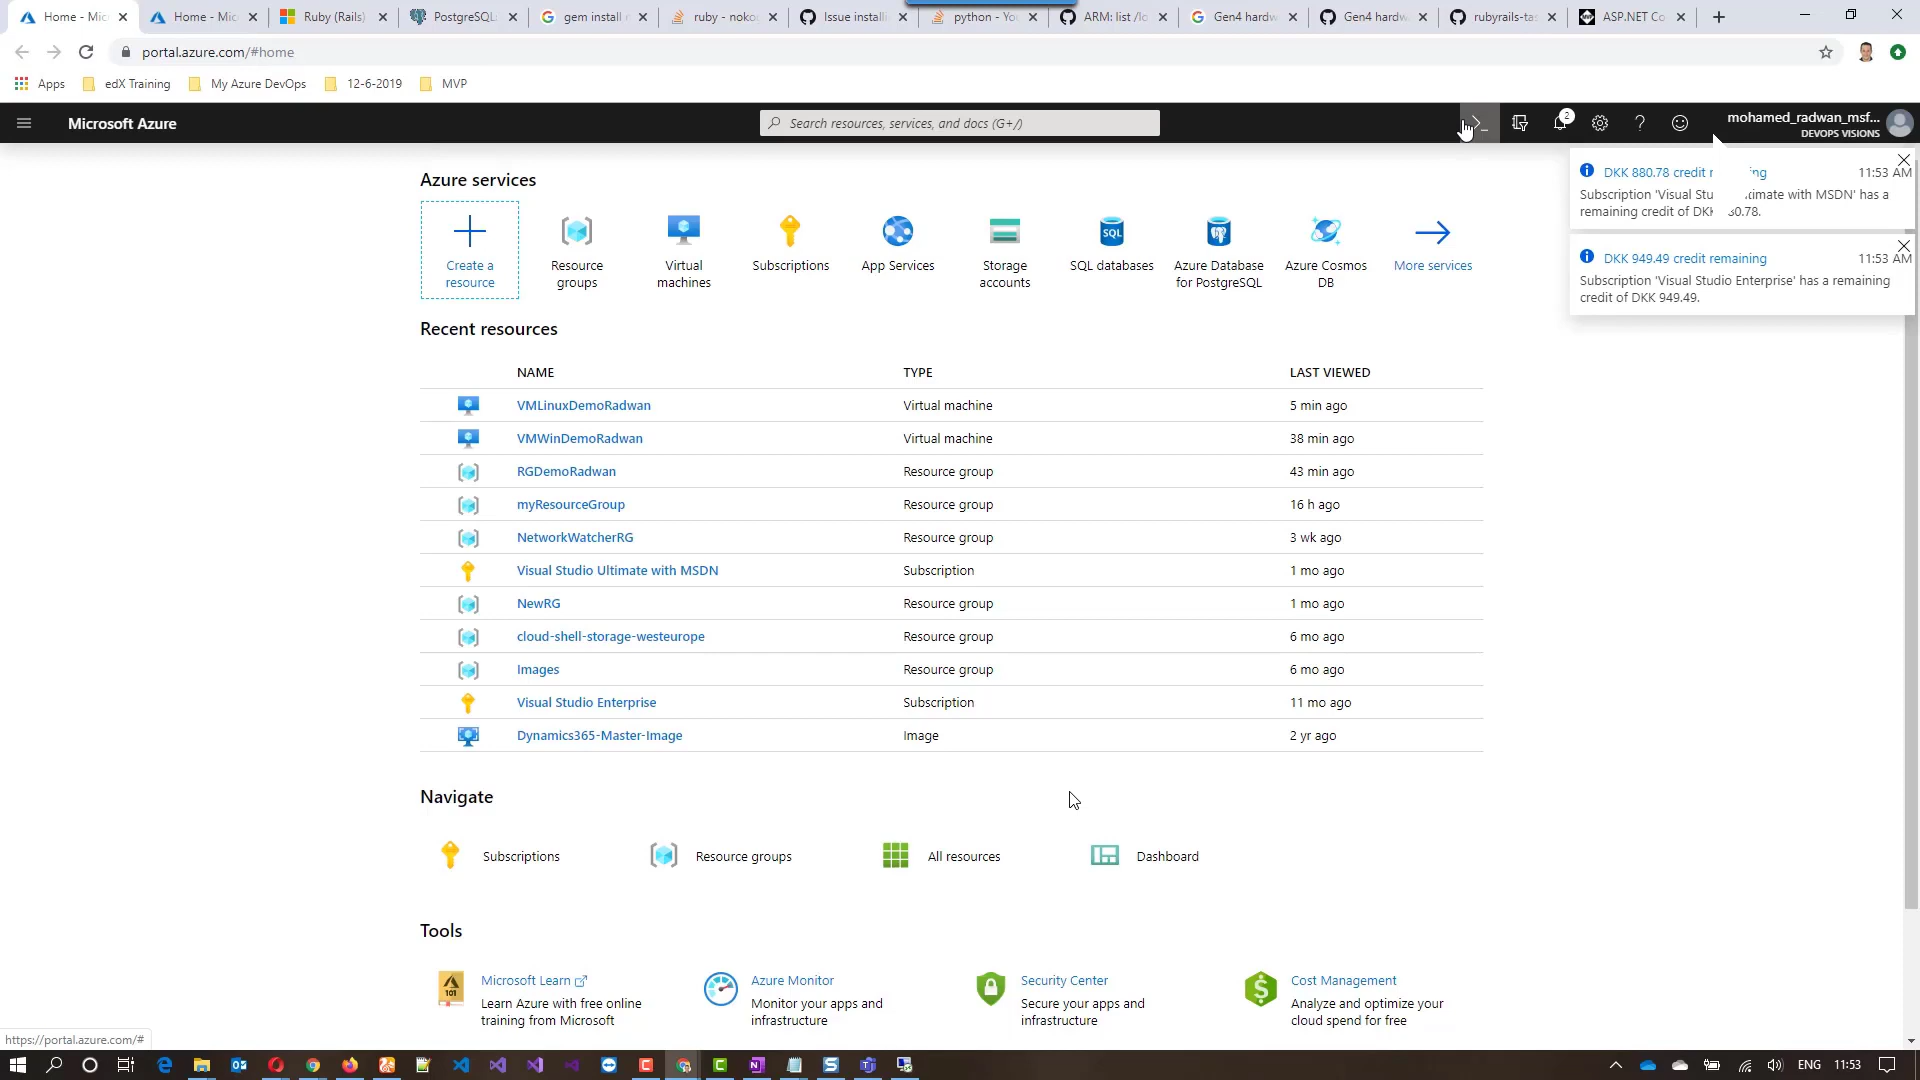 Home - Mic
Home - Mic
Ruby (Rails)
PostgreSQL
gem install n
ruby - noko
Issue install
python - Yo
ARM: list /lo
Gen4 hardw
Gen4 hardw
rubyrails-tas
ASP.NET Co
portal.azure.com/#home
Apps
edX Training
My Azure DevOps
12-6-2019
MVP
Microsoft Azure
Search resources, services, and docs (G+/)
2
mohamed_radwan_msf...
DEVOPS VISIONS
DKK 880.78 credit
11:53 AM
Subscription 'Visual Stu
imate with MSDN' has a
remaining credit of DKK
80.78.
DKK 949.49 credit remaining
11:53 AM
Subscription 'Visual Studio Enterprise' has a remaining
credit of DKK 949.49.
Azure services
Create a
resource
Resource
groups
Virtual
machines
Subscriptions
App Services
Storage
accounts
SQL
SQL databases
Azure Database
for PostgreSQL
Azure Cosmos
DB
More services
Recent resources
NAME TYPE LAST VIEWED
VMLinuxDemoRadwan Virtual machine 5 min ago
VMWinDemoRadwan Virtual machine 38 min ago
RGDemoRadwan Resource group 43 min ago
myResourceGroup Resource group 16 h ago
NetworkWatcherRG Resource group 3 wk ago
Visual Studio Ultimate with MSDN Subscription 1 mo ago
NewRG Resource group 1 mo ago
cloud-shell-storage-westeurope Resource group 6 mo ago
Images Resource group 6 mo ago
Visual Studio Enterprise Subscription 11 mo ago
Dynamics365-Master-Image Image 2 yr ago
Navigate
Subscriptions
Resource groups
All resources
Dashboard
Tools
101
Microsoft Learn
Learn Azure with free online
training from Microsoft
Azure Monitor
Monitor your apps and
infrastructure
Security Center
Secure your apps and
infrastructure
Cost Management
Analyze and optimize your
cloud spend for free
https://portal.azure.com/#
ENG
11:53